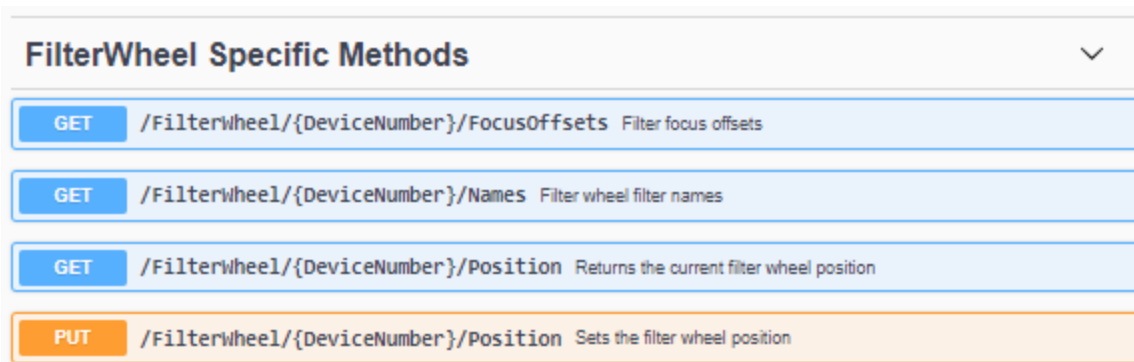 FilterWheel Specific Methods
GET /FilterWheel/{DeviceNumber}/FocusOffsets Filter focus offsets
GET /FilterWheel/{DeviceNumber}/Names Filter wheel filter names
GET /FilterWheel/{DeviceNumber}/Position Returns the current filter wheel position
PUT /FilterWheel/{DeviceNumber}/Position Sets the filter wheel position